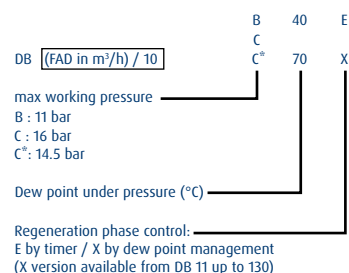 B 40 E
C
DB (FAD in m³/h) / 10 C* 70 X
max working pressure
B : 11 bar
C : 16 bar
C*: 14.5 bar
Dew point under pressure (°C)
Regeneration phase control:
E by timer / X by dew point management
(X version available from DB 11 up to 130)